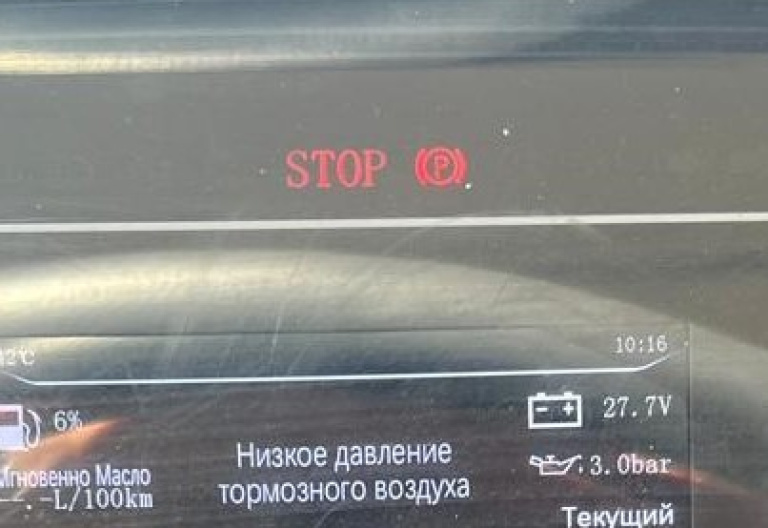 STOP (P)
10:16
27.7V
6%
Низкое давление
тормозного воздуха
3.0bar
Мгновенно Масло
L/100km
Текущий